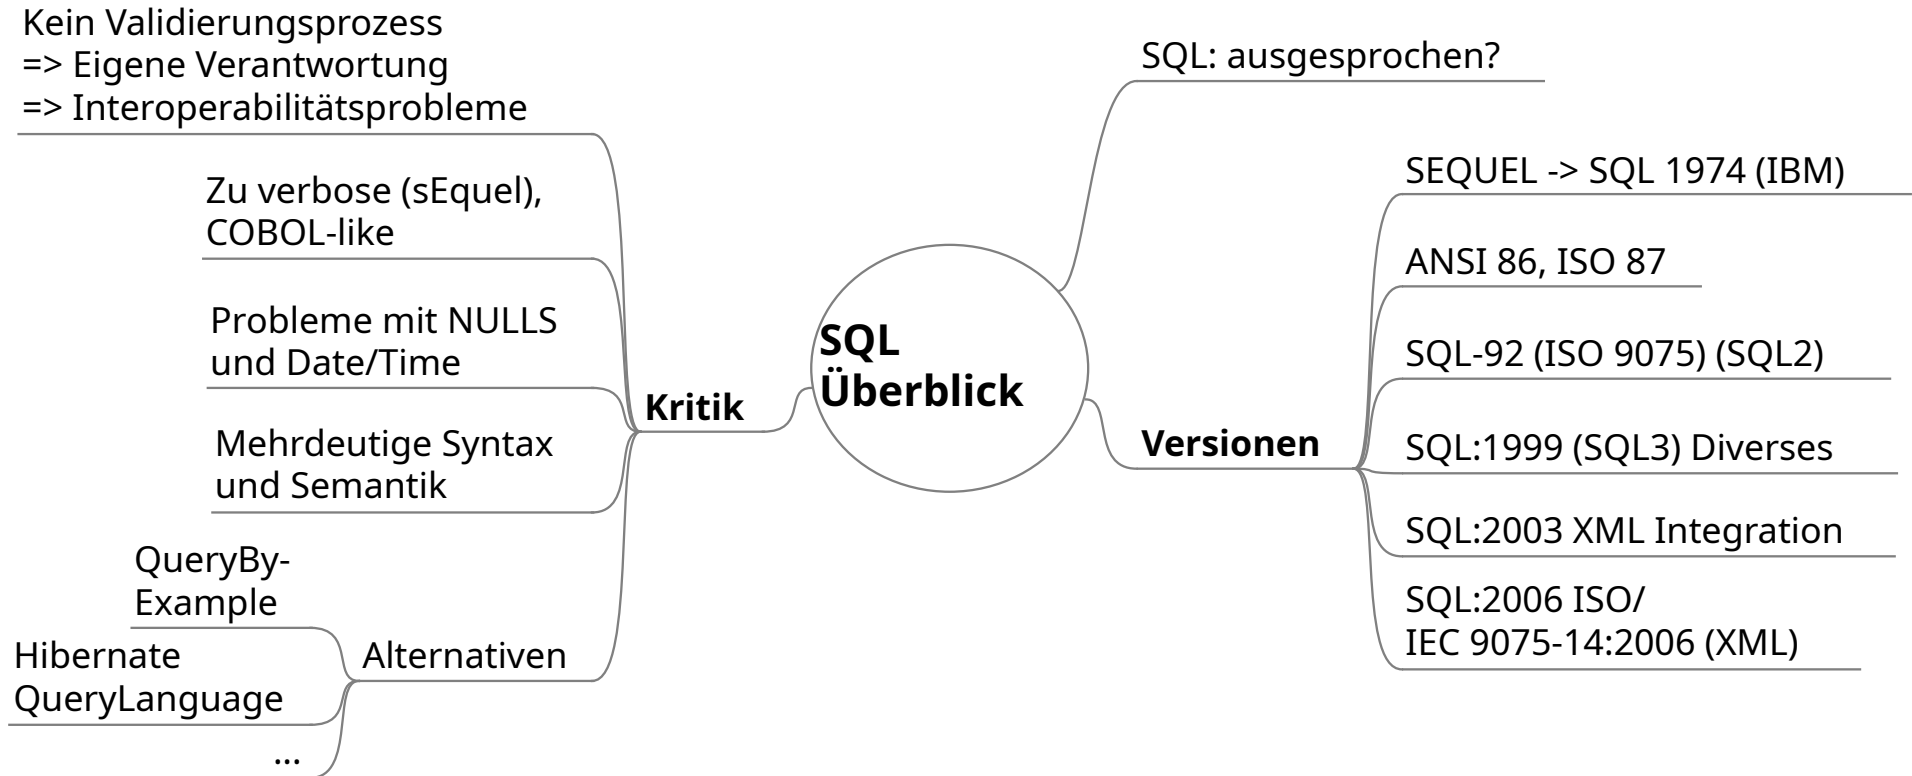 Kein Validierungsprozess
=> Eigene Verantwortung
=> Interoperabilitätsprobleme
Zu verbose (sEquel),
COBOL-like
Probleme mit NULLS
und Date/Time
Mehrdeutige Syntax
und Semantik
QueryBy-
Example
Hibernate
QueryLanguage
...
Alternativen
Kritik
SQL
Überblick
SQL: ausgesprochen?
Versionen
SEQUEL -> SQL 1974 (IBM)
ANSI 86, ISO 87
SQL-92 (ISO 9075) (SQL2)
SQL:1999 (SQL3) Diverses
SQL:2003 XML Integration
SQL:2006 ISO/
IEC 9075-14:2006 (XML)